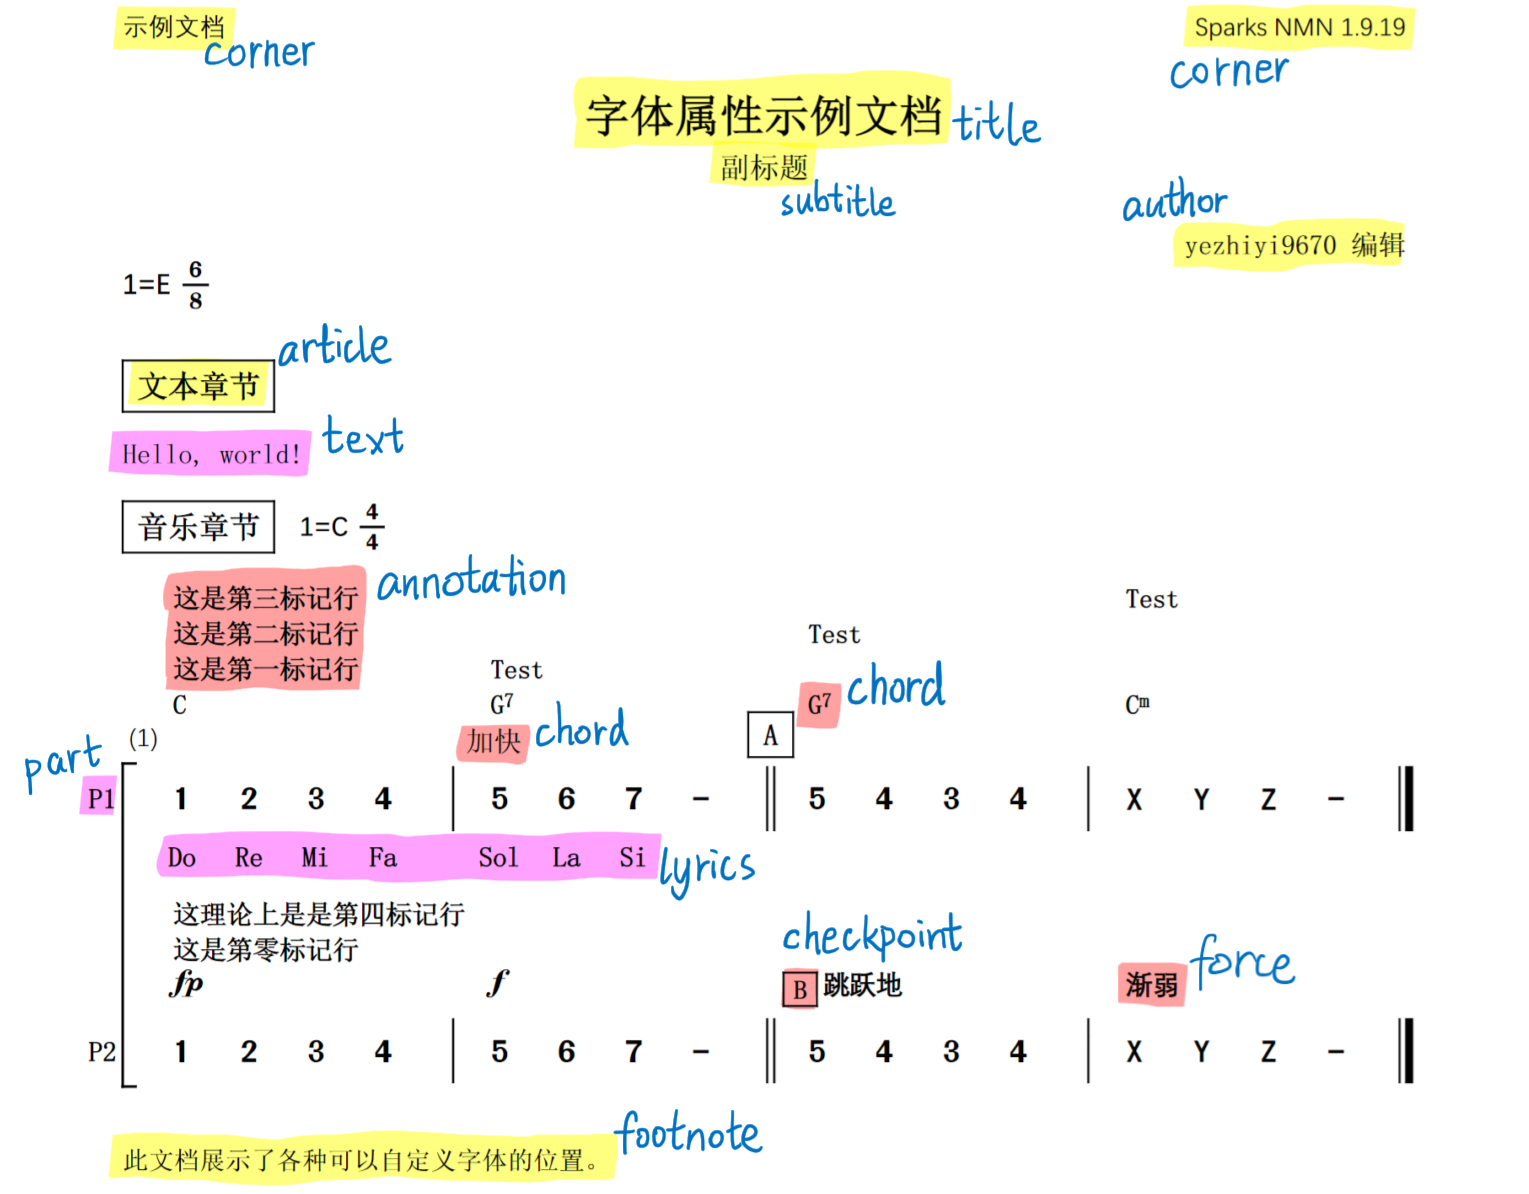 示例文档
corner
Sparks NMN 1.9.19
corner
字体属性示例文档 title
副标题
subtitle
author
yezhiyi9670 编辑
1=E 6/8
article
文本章节
Hello, world! text
音乐章节 1=C 4/4
这是第三标记行 annotation
Test
这是第二标记行
Test
这是第一标记行
Test
C G7 G7 chord Cm
(1) 加快 chord A
part
P1 1 2 3 4 | 5 6 7 – || 5 4 3 4 | X Y Z –
Do Re Mi Fa Sol La Si lyrics
这理论上是是第四标记行
这是第零标记行
checkpoint
force
fp f B 跳跃地 渐弱
P2 1 2 3 4 | 5 6 7 – || 5 4 3 4 | X Y Z –
footnote
此文档展示了各种可以自定义字体的位置。